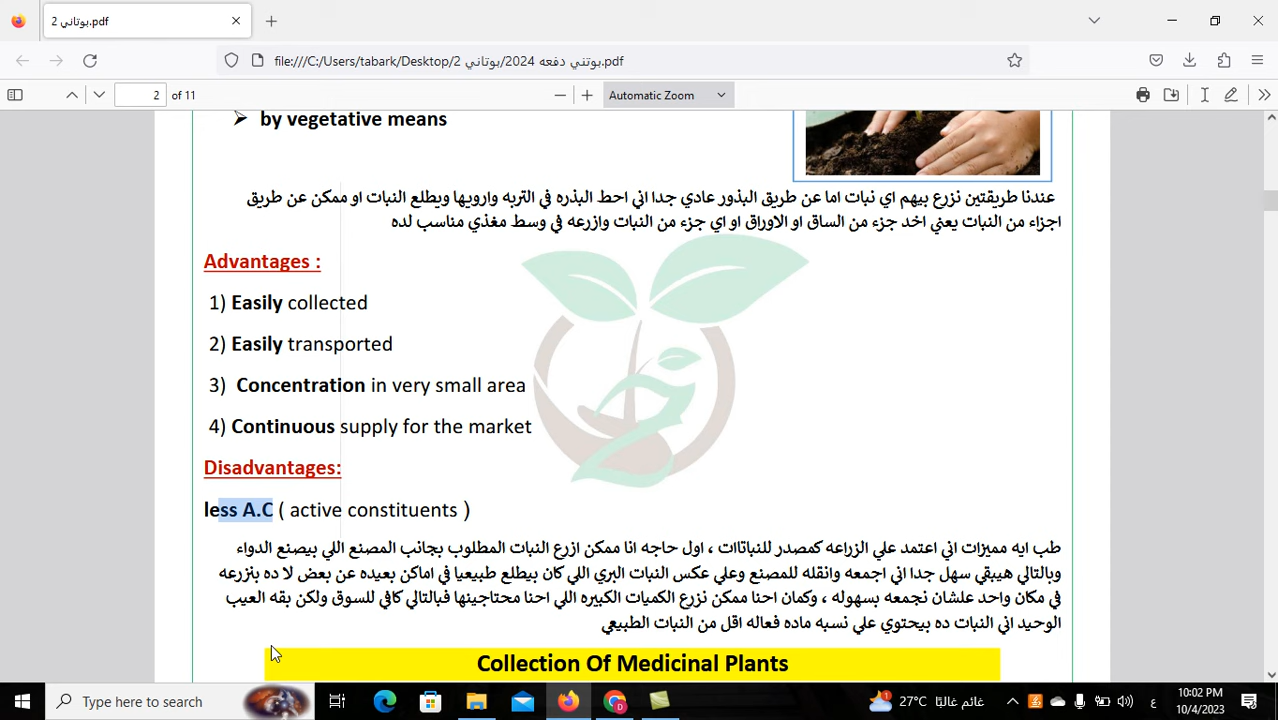 بوتاني 2.pdf
file:///C:/Users/tabark/Desktop/بوتني دفعه 2024/بوتاني 2.pdf
2 of 11
Automatic Zoom
➢ by vegetative means
عندنا طريقتين نزرع بيهم اي نبات اما عن طريق البذور عادي جدا اني احط البذره في التربه وارويها ويطلع النبات او ممكن عن طريق
اجزاء من النبات يعني اخد جزء من الساق او الاوراق او اي جزء من النبات وازرعه في وسط مغذي مناسب لده
Advantages :
1) Easily collected
2) Easily transported
3) Concentration in very small area
4) Continuous supply for the market
Disadvantages:
less A.C ( active constituents )
طب ايه مميزات اني اعتمد علي الزراعه كمصدر للنباتاات ، اول حاجه انا ممكن ازرع النبات المطلوب بجانب المصنع اللي بيصنع الدواء
وبالتالي هيبقي سهل جدا اني اجمعه وانقله للمصنع وعلي عكس النبات البري اللي كان بيطلع طبيعيا في اماكن بعيده عن بعض لا ده بنزرعه
في مكان واحد علشان نجمعه بسهوله ، وكمان احنا ممكن نزرع الكميات الكبيره اللي احنا محتاجينها فبالتالي كافي للسوق ولكن بقه العيب
الوحيد اني النبات ده بيحتوي علي نسبه ماده فعاله اقل من النبات الطبيعي
Collection Of Medicinal Plants
Type here to search
27°C غائم غالبًا
ع
10:02 PM
10/4/2023